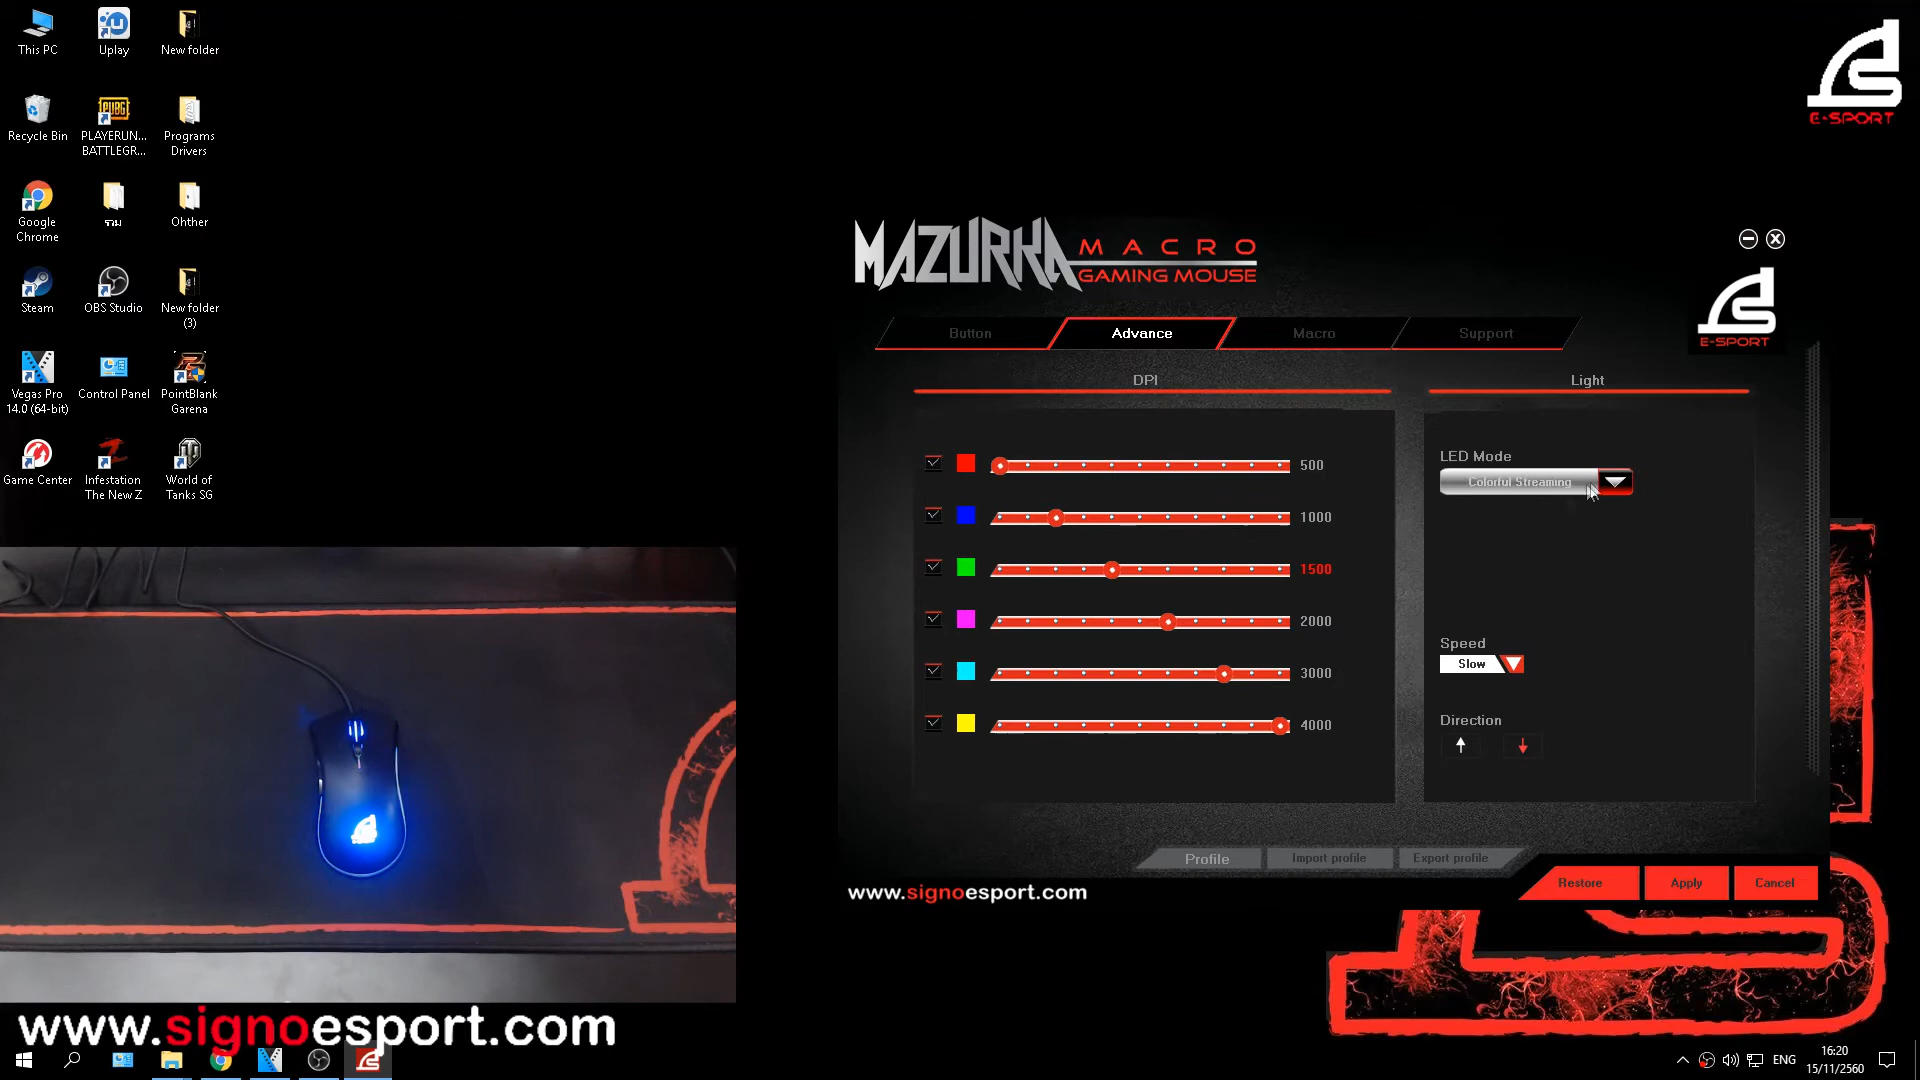 This PC
Uplay
New folder
Recycle Bin
PUBG
PLAYERUN...
BATTLEGR...
Programs
Drivers
Google
Chrome
รวม
Ohther
Steam
OBS Studio
New folder
(3)
Vegas Pro
14.0 (64-bit)
Control Panel
PointBlank
Garena
Game Center
Infestation
The New Z
World of
Tanks SG
E-SPORT
MAZURKA
MACRO
GAMING MOUSE
E-SPORT
Button
Advance
Macro
Support
DPI
Light
500
1000
1500
2000
3000
4000
LED Mode
Colorful Streaming
Speed
Slow
Direction
Profile
Import profile
Export profile
www.signoesport.com
Restore
Apply
Cancel
www.signoesport.com
ENG
16:20
15/11/2560